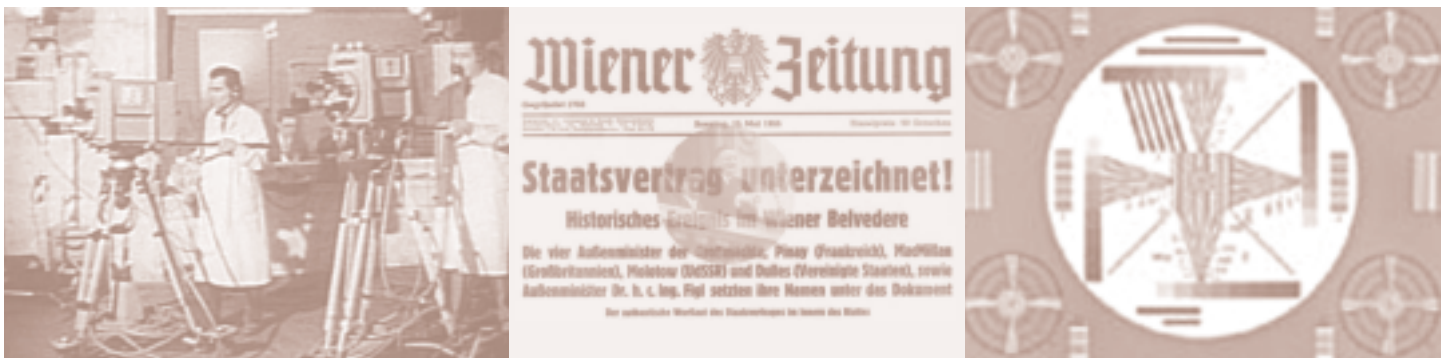 Wiener Zeitung
Gegründet 1703
Staatsvertrag unterzeichnet!
Historisches Ereignis im Wiener Belvedere
Die vier Außenminister der Großmächte, Pinay (Frankreich), MacMillan
(Großbritannien), Molotow (UdSSR) und Dulles (Vereinigte Staaten), sowie
Außenminister Dr. h. c. Ing. Figl setzten ihre Namen unter das Dokument
Der authentische Wortlaut des Staatsvertrages im Innern des Blattes